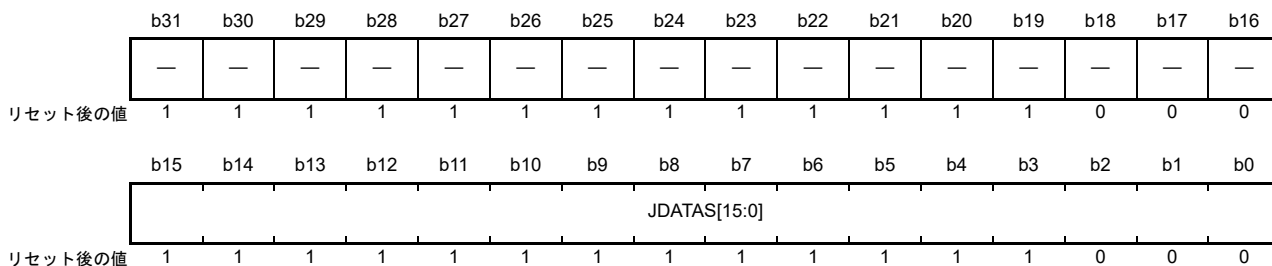 b31 b30 b29 b28 b27 b26 b25 b24 b23 b22 b21 b20 b19 b18 b17 b16
— — — — — — — — — — — — — — — —
リセット後の値 1 1 1 1 1 1 1 1 1 1 1 1 1 0 0 0
b15 b14 b13 b12 b11 b10 b9 b8 b7 b6 b5 b4 b3 b2 b1 b0
JDATAS[15:0]
リセット後の値 1 1 1 1 1 1 1 1 1 1 1 1 1 0 0 0